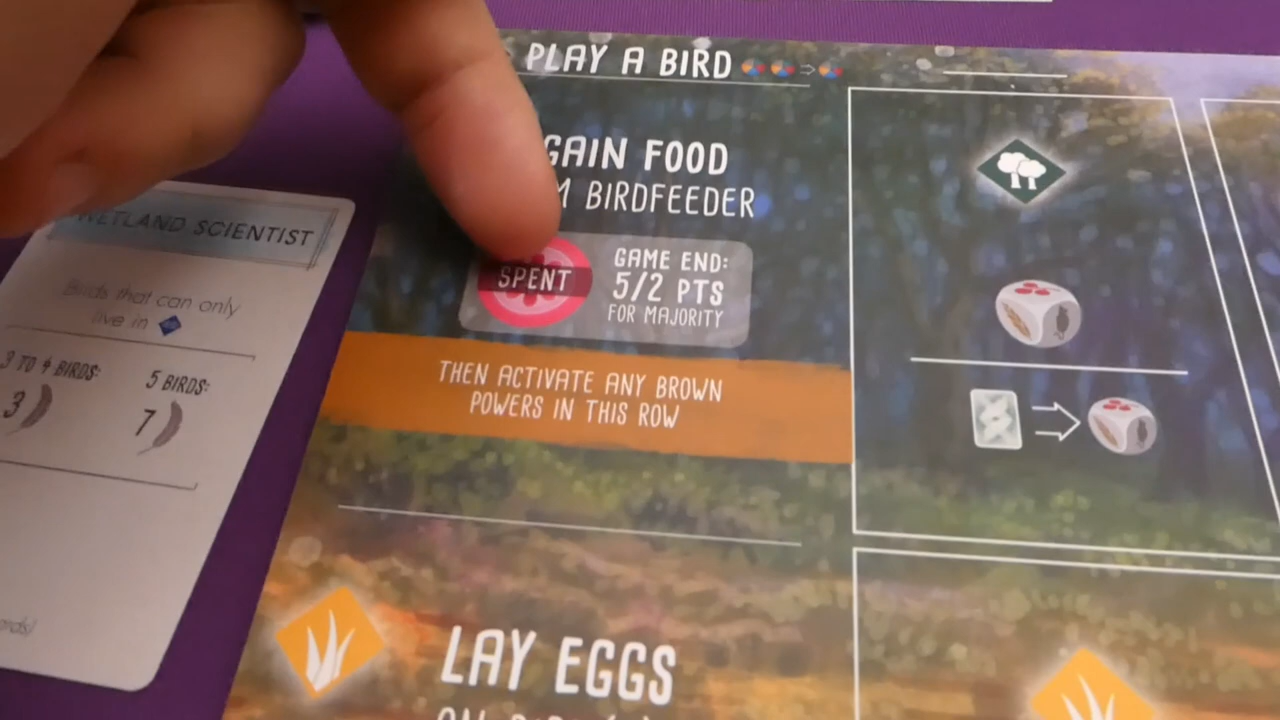 PLAY A BIRD
GAIN FOOD
M BIRDFEEDER
SPENT
GAME END:
5/2 PTS
FOR MAJORITY
THEN ACTIVATE ANY BROWN
POWERS IN THIS ROW
LAY EGGS
WETLAND SCIENTIST
Birds that can only
live in
3 TO 4 BIRDS:
5 BIRDS:
3
7